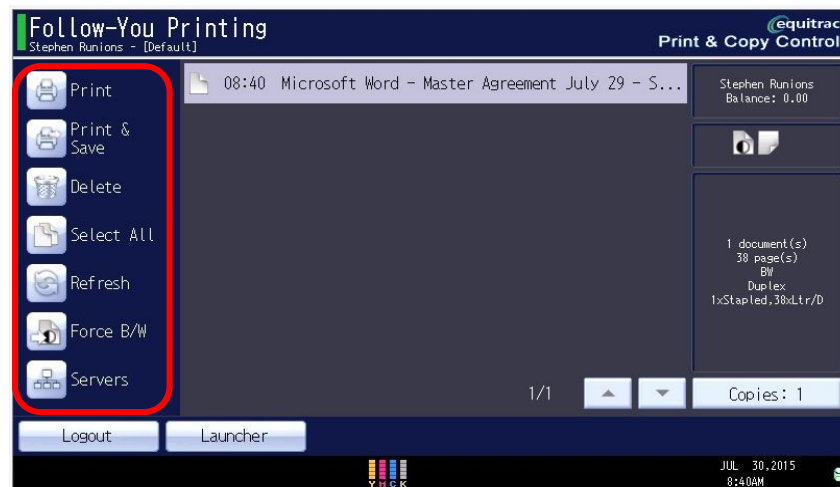 Follow-You Printing
Stephen Runions - [Default]
equitrac
Print & Copy Control
Print
Print &
Save
Delete
Select All
Refresh
Force B/W
Servers
08:40 Microsoft Word - Master Agreement July 29 - S...
1/1
Stephen Runions
Balance: 0.00
1 document(s)
38 page(s)
BW
Duplex
1xStapled,38xLtr/D
Copies: 1
Logout
Launcher
Y M C K
JUL 30,2015
8:40AM